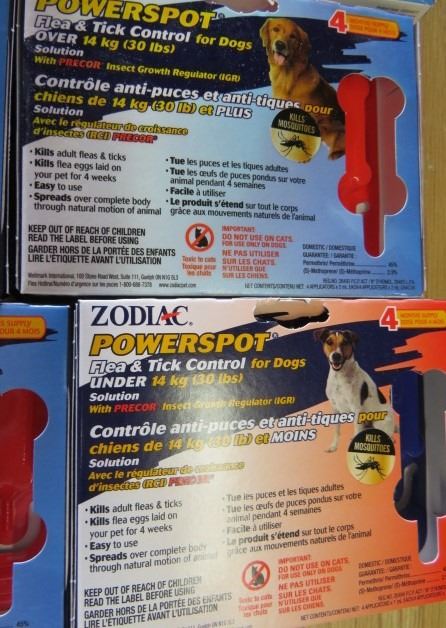 POWERSPOT
4
MONTHS SUPPLY
Flea & Tick Control for Dogs
OVER 14 kg (30 lbs)
Solution
With PRECOR Insect Growth Regulator (IGR)
Contrôle anti-puces et anti-tiques pour
chiens de 14 kg (30 lb) et PLUS
Solution
Avec le régulateur de croissance
d'insectes (RCI) PRECOR
KILLS
MOSQUITOES
• Kills adult fleas & ticks
• Kills flea eggs laid on
your pet for 4 weeks
• Easy to use
• Spreads over complete body
through natural motion of animal
• Tue les puces et les tiques adultes
• Tue les œufs de puces pondus sur votre
animal pendant 4 semaines
• Facile à utiliser
• Le produit s'étend sur tout le corps
grâce aux mouvements naturels de l'animal
KEEP OUT OF REACH OF CHILDREN
READ THE LABEL BEFORE USING
GARDER HORS DE LA PORTÉE DES ENFANTS
LIRE L'ÉTIQUETTE AVANT L'UTILISATION
Toxic to cats
Toxique pour
les chats
IMPORTANT:
DO NOT USE ON CATS.
FOR USE ONLY ON DOGS.
NE PAS UTILISER
SUR LES CHATS.
N'UTILISER QUE
SUR LES CHIENS.
DOMESTIC / DOMESTIQUE
GUARANTEE / GARANTIE:
45%
ZODIAC
POWERSPOT
4
MONTHS SUPPLY
Flea & Tick Control for Dogs
UNDER 14 kg (30 lbs)
Solution
With PRECOR Insect Growth Regulator (IGR)
Contrôle anti-puces et anti-tiques pour
chiens de 14 kg (30 lb) et MOINS
Solution
Avec le régulateur de croissance
d'insectes (RCI) PRECOR
KILLS
MOSQUITOES
• Kills adult fleas & ticks
• Kills flea eggs laid on
your pet for 4 weeks
• Easy to use
• Spreads over complete body
through natural motion of animal
• Tue les puces et les tiques adultes
• Tue les œufs de puces pondus sur votre
animal pendant 4 semaines
• Facile à utiliser
• Le produit s'étend sur tout le corps
grâce aux mouvements naturels de l'animal
KEEP OUT OF REACH OF CHILDREN
READ THE LABEL BEFORE USING
GARDER HORS DE LA PORTÉE DES ENFANTS
LIRE L'ÉTIQUETTE AVANT L'UTILISATION
Toxic to cats
Toxique pour
les chats
IMPORTANT:
DO NOT USE ON CATS.
FOR USE ONLY ON DOGS.
NE PAS UTILISER
SUR LES CHATS.
N'UTILISER QUE
SUR LES CHIENS.
DOMESTIC / DOMESTIQUE
GUARANTEE / GARANTIE:
45%